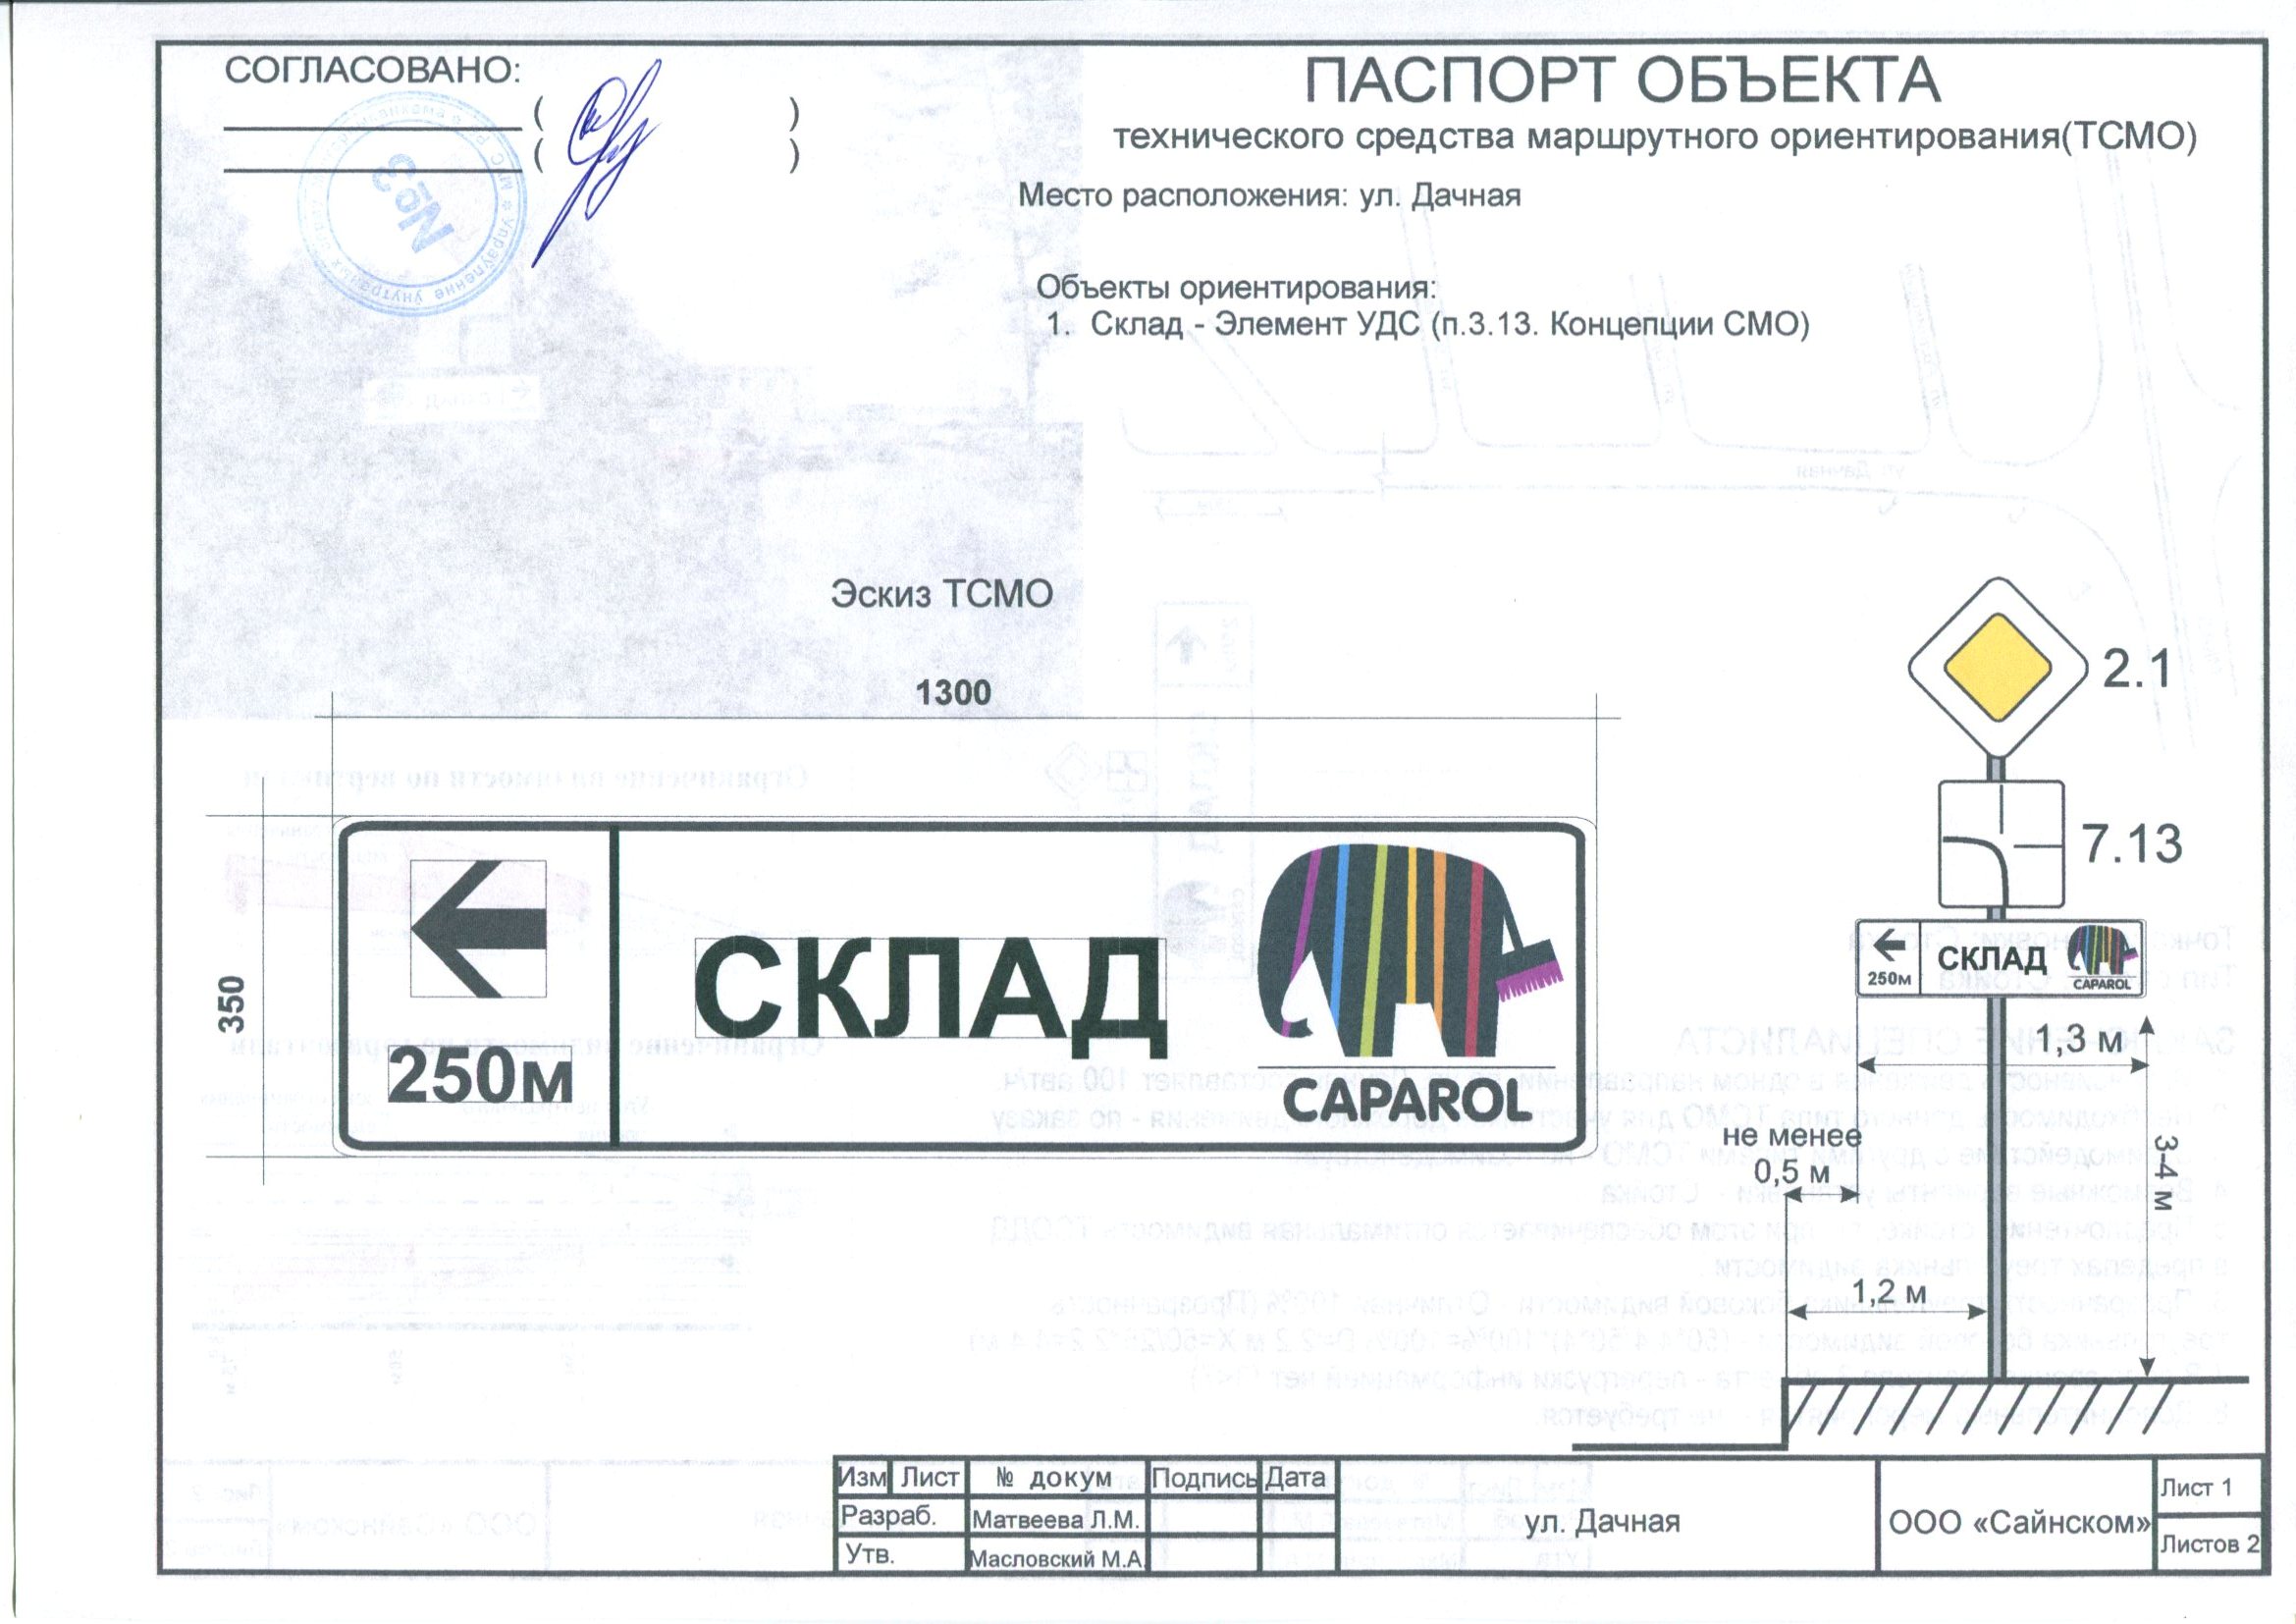 СОГЛАСОВАНО:
( )
( )
№3
ПАСПОРТ ОБЪЕКТА
технического средства маршрутного ориентирования(ТСМО)
Место расположения: ул. Дачная
Объекты ориентирования:
1. Склад - Элемент УДС (п.3.13. Концепции СМО)
Эскиз ТСМО
1300
350
250м
СКЛАД
CAPAROL
2.1
7.13
250м
СКЛАД
CAPAROL
1,3 м
не менее
0,5 м
3-4 м
1,2 м
Изм Лист № докум Подпись Дата
Разраб. Матвеева Л.М.
Утв. Масловский М.А.
ул. Дачная
ООО «Сайнском»
Лист 1
Листов 2